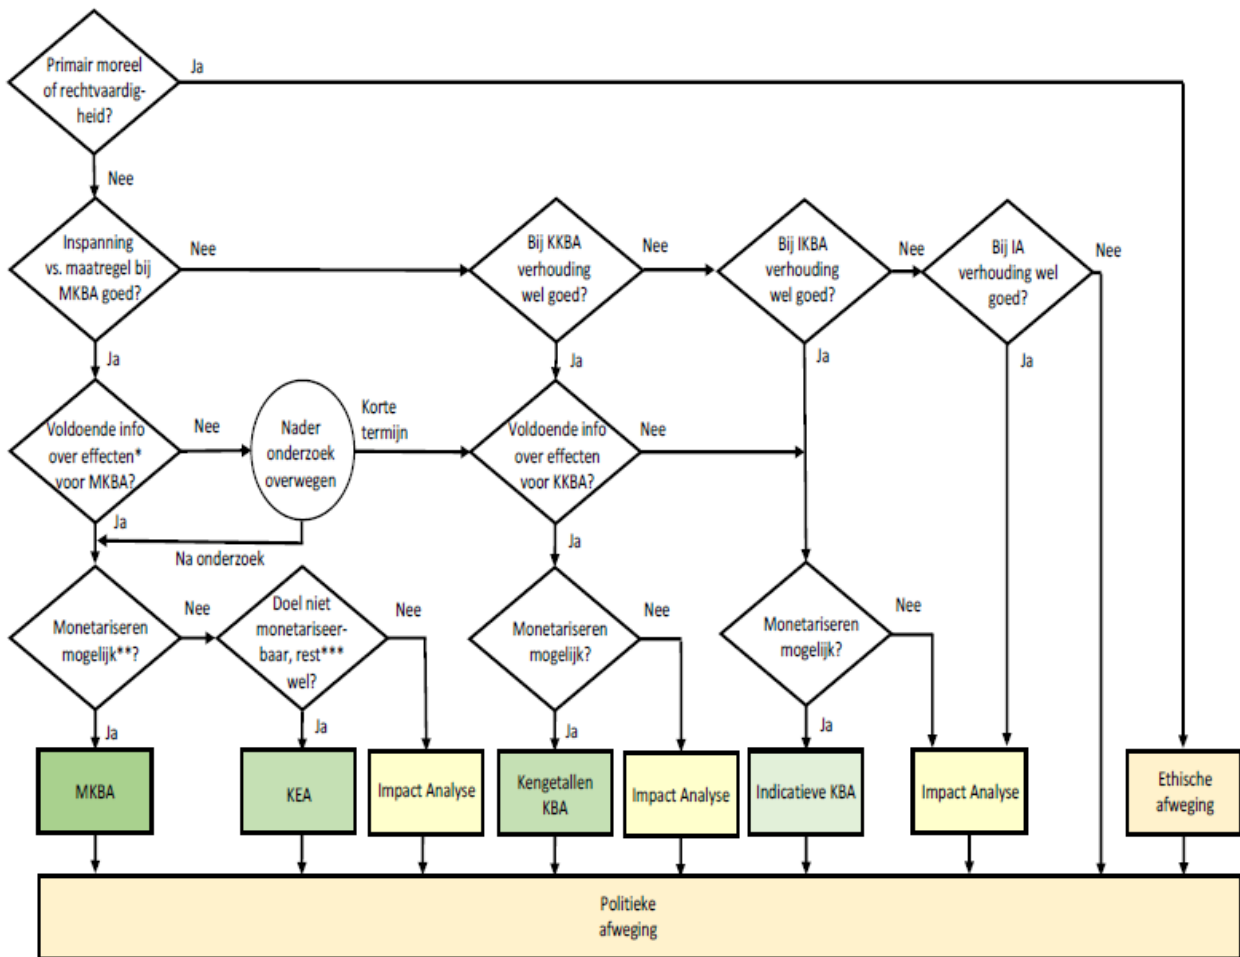 Primair moreel
of rechtvaardig-
heid?
Ja
Nee
Inspanning
vs. maatregel bij
MKBA goed?
Nee
Bij KKBA
verhouding
wel goed?
Nee
Bij IKBA
verhouding
wel goed?
Nee
Bij IA
verhouding wel
goed?
Nee
Ja
Ja
Ja
Ja
Voldoende info
over effecten*
voor MKBA?
Nee
Nader
onderzoek
overwegen
Korte
termijn
Voldoende info
over effecten
voor KKBA?
Nee
Ja
Na onderzoek
Ja
Monetariseren
mogelijk**?
Nee
Doel niet
monetariseer-
baar, rest***
wel?
Nee
Monetariseren
mogelijk?
Nee
Monetariseren
mogelijk?
Nee
Ja
Ja
Ja
Ja
MKBA
KEA
Impact Analyse
Kengetallen
KBA
Impact Analyse
Indicatieve KBA
Impact Analyse
Ethische
afweging
Politieke
afweging